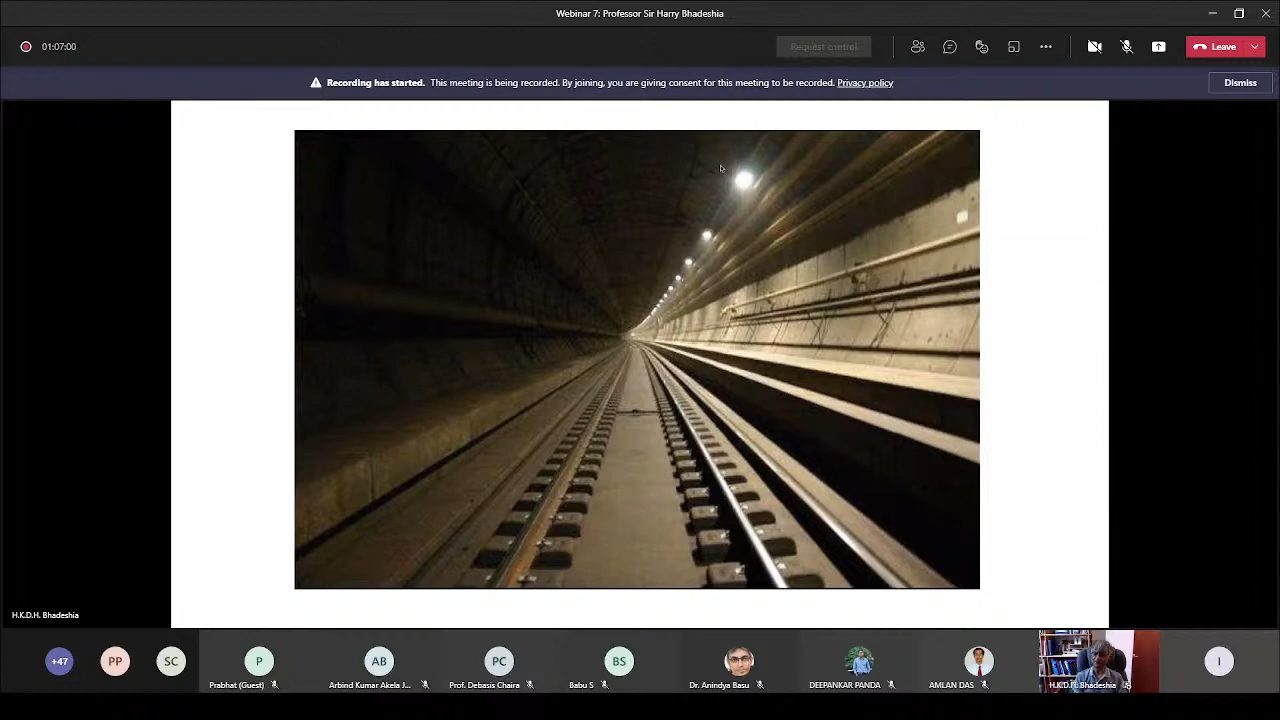 Webinar 7: Professor Sir Harry Bhadeshia
01:07:00
Request control
Leave
Recording has started. This meeting is being recorded. By joining, you are giving consent for this meeting to be recorded. Privacy policy
Dismiss
H.K.D.H. Bhadeshia
+47
PP
SC
P
AB
PC
BS
I
Prabhat (Guest)
Arbind Kumar Akela J...
Prof. Debasis Chaira
Babu S
Dr. Anindya Basu
DEEPANKAR PANDA
AMLAN DAS
H.K.D.H. Bhadeshia